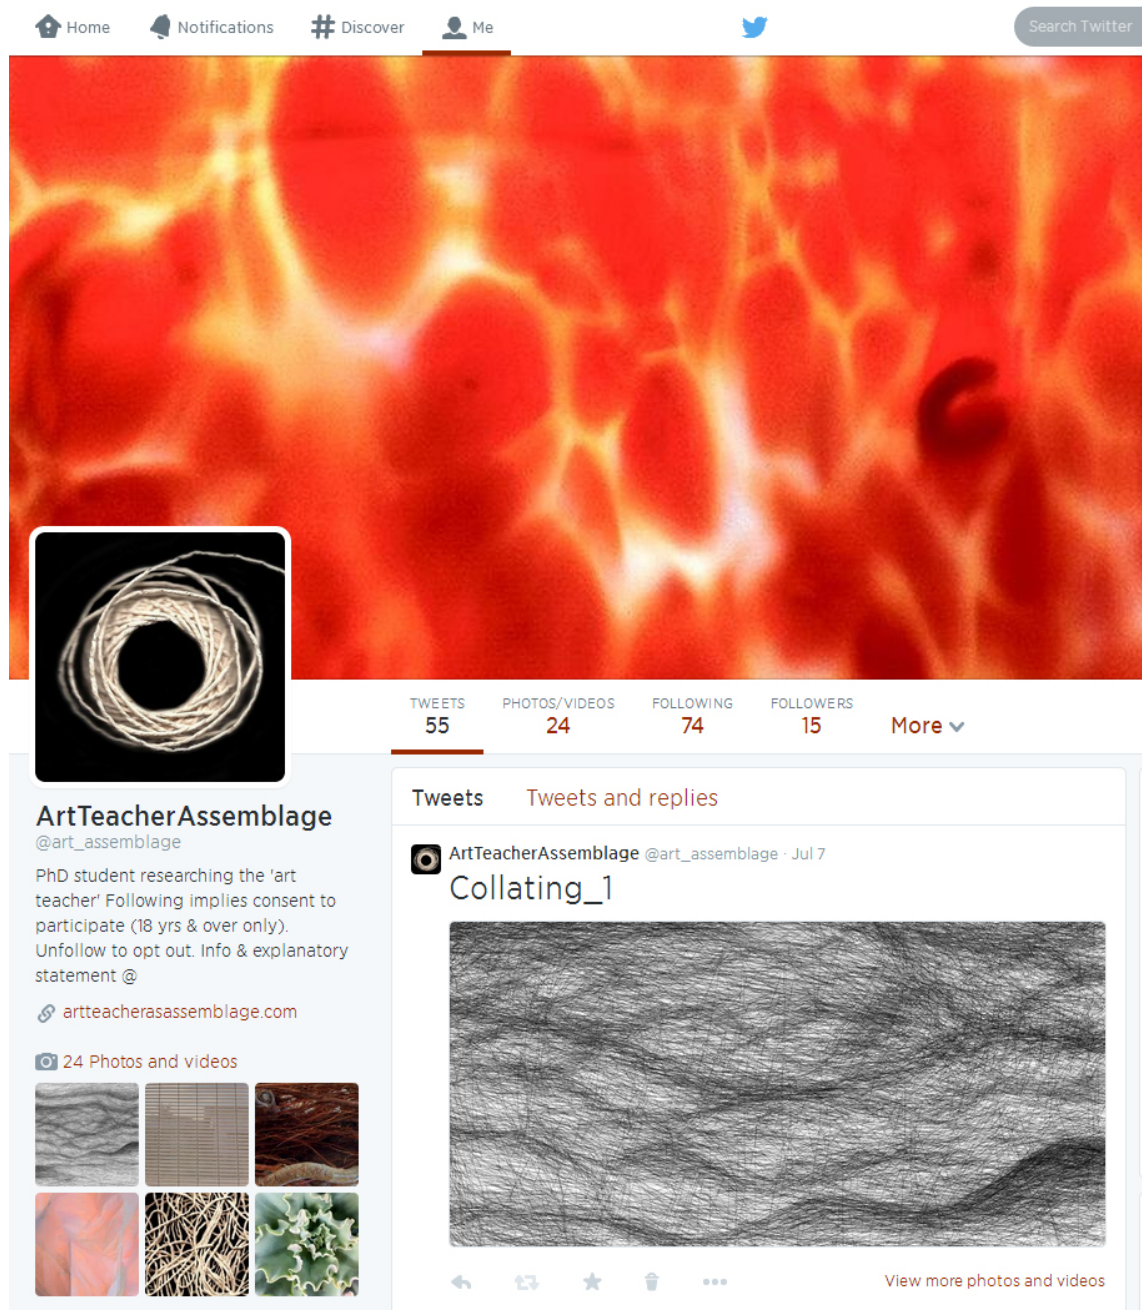 Home Notifications Discover Me Search Twitter
TWEETS PHOTOS/VIDEOS FOLLOWING FOLLOWERS
55 24 74 15 More
ArtTeacherAssemblage
@art_assemblage
PhD student researching the 'art
teacher' Following implies consent to
participate (18 yrs & over only).
Unfollow to opt out. Info & explanatory
statement @
artteacherasassemblage.com
24 Photos and videos
Tweets Tweets and replies
ArtTeacherAssemblage @art_assemblage · Jul 7
Collating_1
View more photos and videos